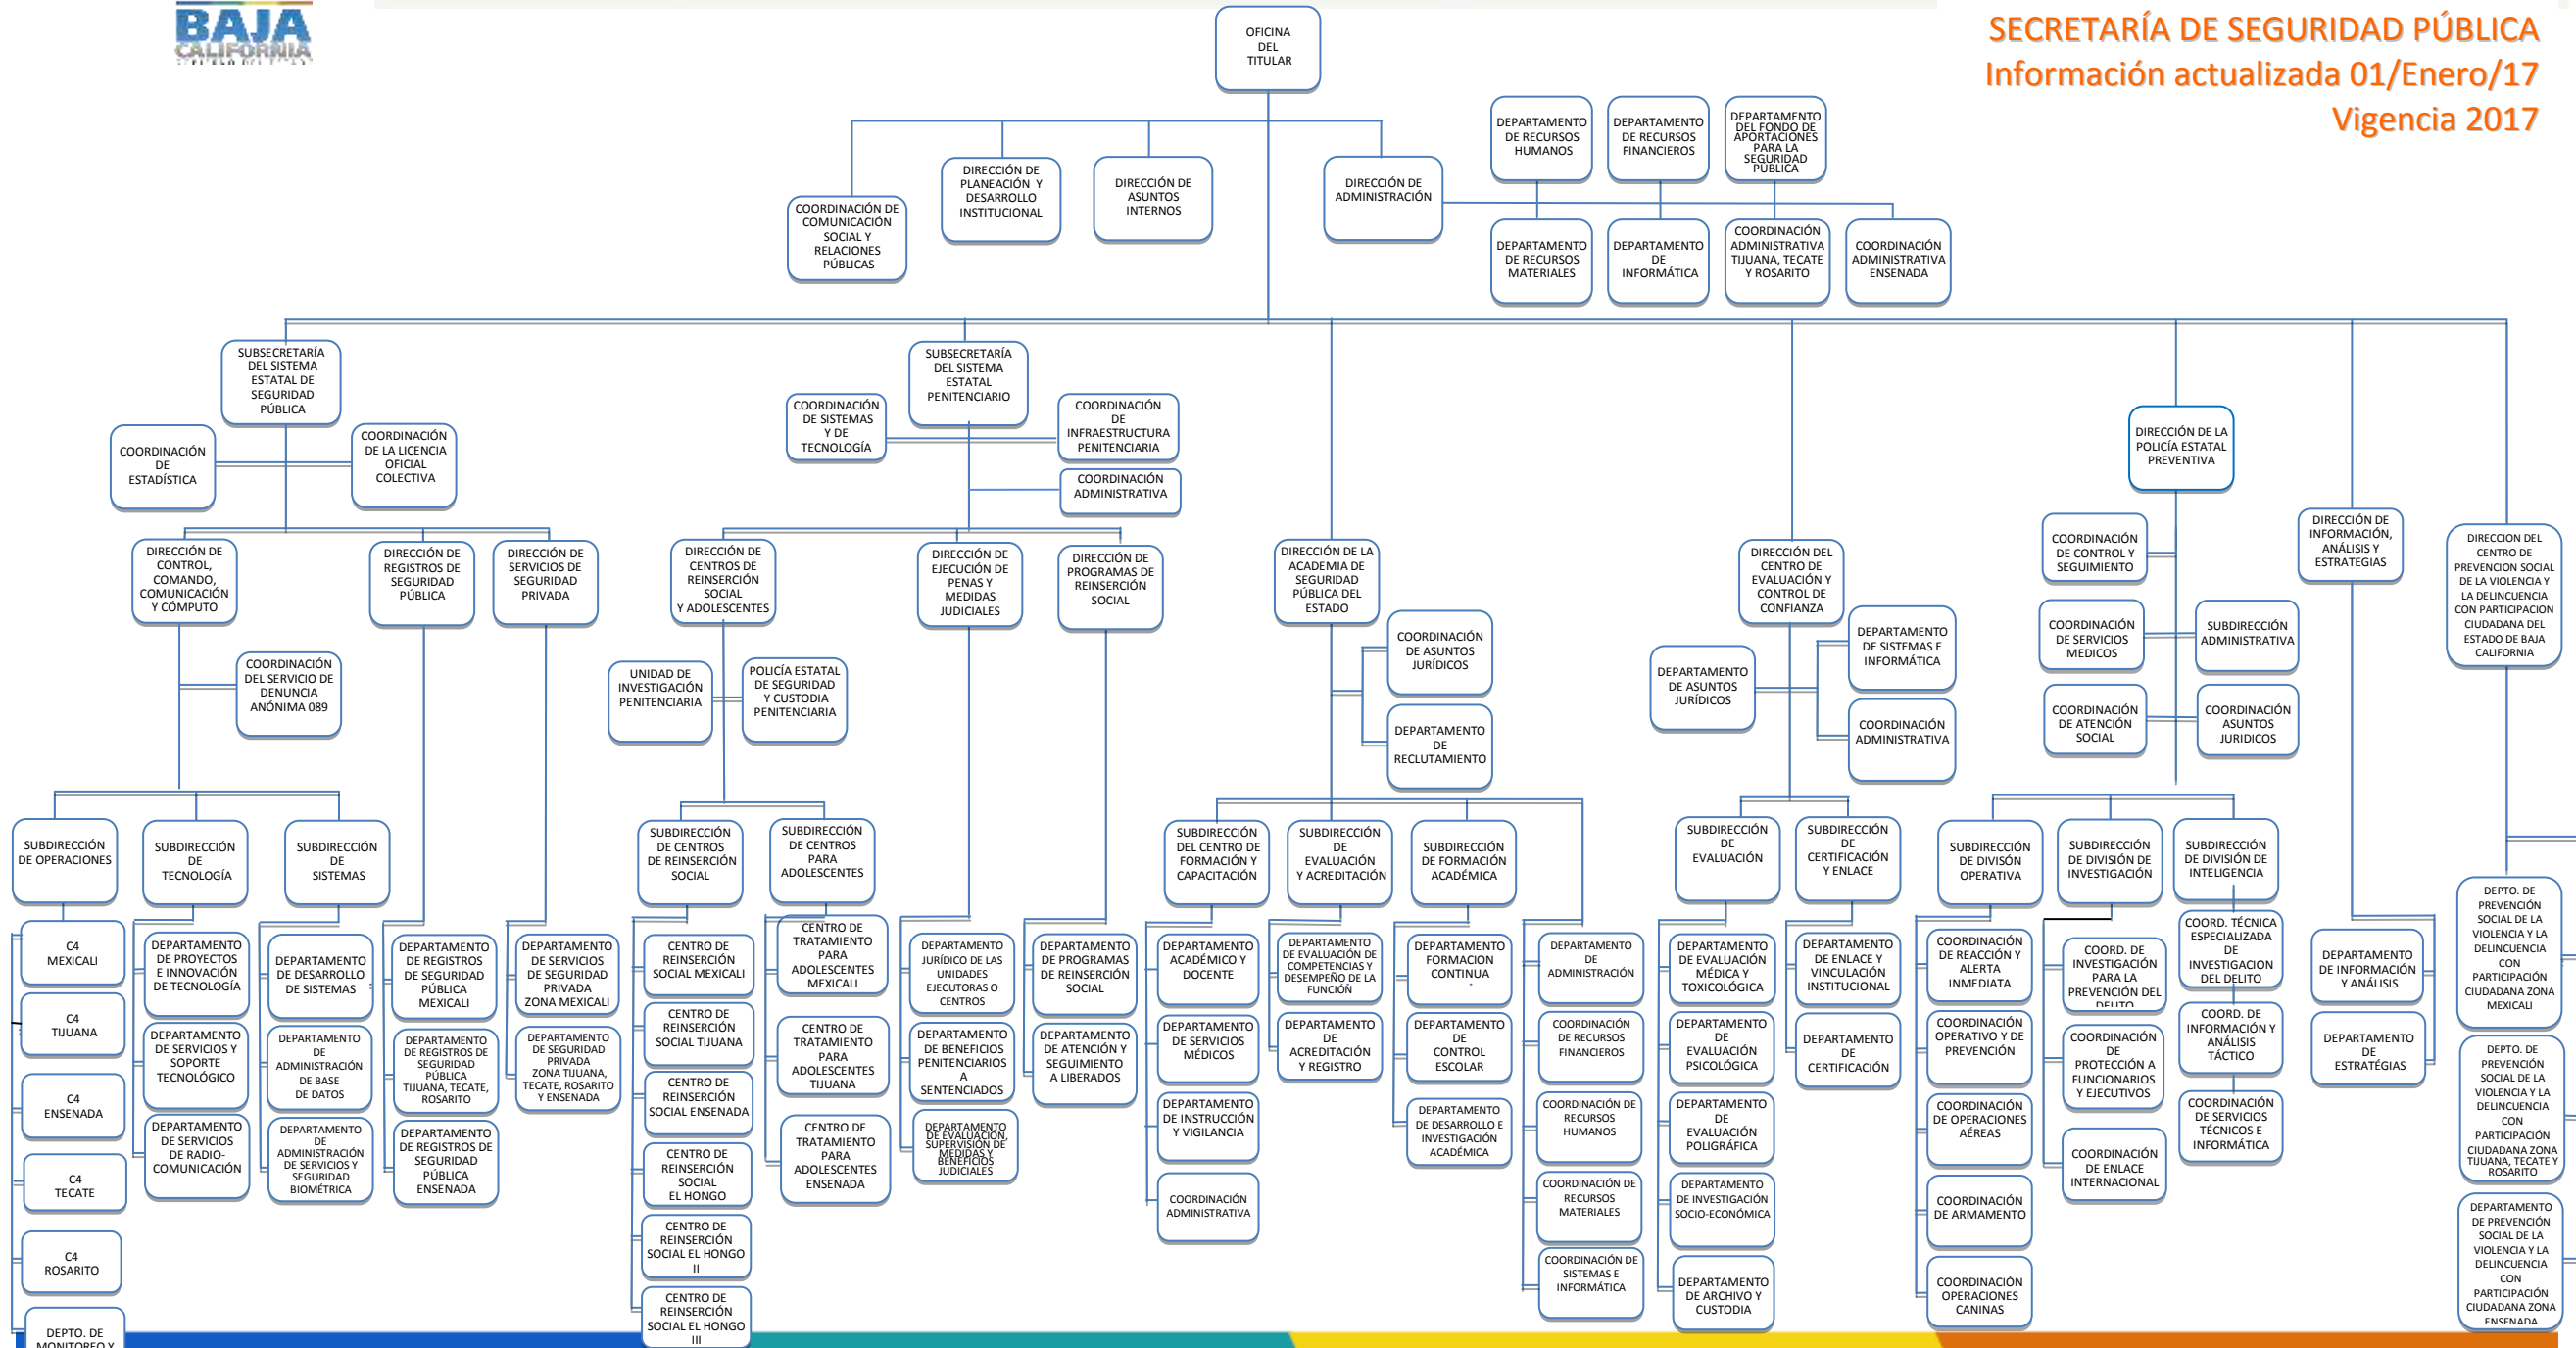 BAJA
CALIFORNIA
SECRETARÍA DE SEGURIDAD PÚBLICA
Información actualizada 01/Enero/17
Vigencia 2017
OFICINA
DEL
TITULAR
COORDINACIÓN DE
COMUNICACIÓN
SOCIAL Y
RELACIONES
PÚBLICAS
DIRECCIÓN DE
PLANEACIÓN Y
DESARROLLO
INSTITUCIONAL
DIRECCIÓN DE
ASUNTOS
INTERNOS
DIRECCIÓN DE
ADMINISTRACIÓN
DEPARTAMENTO
DE RECURSOS
HUMANOS
DEPARTAMENTO
DE RECURSOS
FINANCIEROS
DEPARTAMENTO
DEL FONDO DE
APORTACIONES
PARA LA
SEGURIDAD
PÚBLICA
DEPARTAMENTO
DE RECURSOS
MATERIALES
DEPARTAMENTO
DE
INFORMÁTICA
COORDINACIÓN
ADMINISTRATIVA
TIJUANA, TECATE
Y ROSARITO
COORDINACIÓN
ADMINISTRATIVA
ENSENADA
SUBSECRETARÍA
DEL SISTEMA
ESTATAL DE
SEGURIDAD
PÚBLICA
COORDINACIÓN
DE
ESTADÍSTICA
COORDINACIÓN
DE LA LICENCIA
OFICIAL
COLECTIVA
SUBSECRETARÍA
DEL SISTEMA
ESTATAL
PENITENCIARIO
COORDINACIÓN
DE SISTEMAS
Y DE
TECNOLOGÍA
COORDINACIÓN
DE
INFRAESTRUCTURA
PENITENCIARIA
COORDINACIÓN
ADMINISTRATIVA
DIRECCIÓN DE LA
POLICÍA ESTATAL
PREVENTIVA
DIRECCIÓN DE
CONTROL,
COMANDO,
COMUNICACIÓN
Y CÓMPUTO
DIRECCIÓN DE
REGISTROS DE
SEGURIDAD
PÚBLICA
DIRECCIÓN DE
SERVICIOS DE
SEGURIDAD
PRIVADA
DIRECCIÓN DE
CENTROS DE
REINSERCIÓN
SOCIAL
Y ADOLESCENTES
DIRECCIÓN DE
EJECUCIÓN DE
PENAS Y
MEDIDAS
JUDICIALES
DIRECCIÓN DE
PROGRAMAS DE
REINSERCIÓN
SOCIAL
DIRECCIÓN DE LA
ACADEMIA DE
SEGURIDAD
PÚBLICA DEL
ESTADO
DIRECCIÓN DEL
CENTRO DE
EVALUACIÓN Y
CONTROL DE
CONFIANZA
COORDINACIÓN
DE CONTROL Y
SEGUIMIENTO
DIRECCIÓN DE
INFORMACIÓN,
ANÁLISIS Y
ESTRATEGIAS
DIRECCION DEL
CENTRO DE
PREVENCION SOCIAL
DE LA VIOLENCIA Y
LA DELINCUENCIA
CON PARTICIPACION
CIUDADANA DEL
ESTADO DE BAJA
CALIFORNIA
COORDINACIÓN
DEL SERVICIO DE
DENUNCIA
ANÓNIMA 089
UNIDAD DE
INVESTIGACIÓN
PENITENCIARIA
POLICÍA ESTATAL
DE SEGURIDAD
Y CUSTODIA
PENITENCIARIA
COORDINACIÓN
DE ASUNTOS
JURÍDICOS
DEPARTAMENTO
DE
RECLUTAMIENTO
DEPARTAMENTO
DE ASUNTOS
JURÍDICOS
DEPARTAMENTO
DE SISTEMAS E
INFORMÁTICA
COORDINACIÓN
ADMINISTRATIVA
COORDINACIÓN
DE SERVICIOS
MEDICOS
SUBDIRECCIÓN
ADMINISTRATIVA
COORDINACIÓN
DE ATENCIÓN
SOCIAL
COORDINACIÓN
ASUNTOS
JURIDICOS
SUBDIRECCIÓN
DE OPERACIONES
SUBDIRECCIÓN
DE
TECNOLOGÍA
SUBDIRECCIÓN
DE
SISTEMAS
SUBDIRECCIÓN
DE CENTROS
DE REINSERCIÓN
SOCIAL
SUBDIRECCIÓN
DE CENTROS
PARA
ADOLESCENTES
SUBDIRECCIÓN
DEL CENTRO DE
FORMACIÓN Y
CAPACITACIÓN
SUBDIRECCIÓN
DE
EVALUACIÓN
Y ACREDITACIÓN
SUBDIRECCIÓN
DE FORMACIÓN
ACADÉMICA
SUBDIRECCIÓN
DE
EVALUACIÓN
SUBDIRECCIÓN
DE
CERTIFICACIÓN
Y ENLACE
SUBDIRECCIÓN
DE DIVISÓN
OPERATIVA
SUBDIRECCIÓN
DE DIVISIÓN DE
INVESTIGACIÓN
SUBDIRECCIÓN
DE DIVISIÓN DE
INTELIGENCIA
C4
MEXICALI
C4
TIJUANA
C4
ENSENADA
C4
TECATE
C4
ROSARITO
DEPTO. DE
MONITOREO Y
DEPARTAMENTO
DE PROYECTOS
E INNOVACIÓN
DE TECNOLOGÍA
DEPARTAMENTO
DE SERVICIOS Y
SOPORTE
TECNOLÓGICO
DEPARTAMENTO
DE SERVICIOS
DE RADIO-
COMUNICACIÓN
DEPARTAMENTO
DE DESARROLLO
DE SISTEMAS
DEPARTAMENTO
DE
ADMINISTRACIÓN
DE BASE
DE DATOS
DEPARTAMENTO
DE
ADMINISTRACIÓN
DE SERVICIOS Y
SEGURIDAD
BIOMÉTRICA
DEPARTAMENTO
DE REGISTROS
DE SEGURIDAD
PÚBLICA
MEXICALI
DEPARTAMENTO
DE REGISTROS DE
SEGURIDAD
PÚBLICA
TIJUANA, TECATE,
ROSARITO
DEPARTAMENTO
DE REGISTROS DE
SEGURIDAD
PÚBLICA
ENSENADA
DEPARTAMENTO
DE SERVICIOS
DE SEGURIDAD
PRIVADA
ZONA MEXICALI
DEPARTAMENTO
DE SEGURIDAD
PRIVADA
ZONA TIJUANA,
TECATE, ROSARITO
Y ENSENADA
CENTRO DE
REINSERCIÓN
SOCIAL MEXICALI
CENTRO DE
REINSERCIÓN
SOCIAL TIJUANA
CENTRO DE
REINSERCIÓN
SOCIAL ENSENADA
CENTRO DE
REINSERCIÓN
SOCIAL
EL HONGO
CENTRO DE
REINSERCIÓN
SOCIAL EL HONGO
II
CENTRO DE
REINSERCIÓN
SOCIAL EL HONGO
III
CENTRO DE
TRATAMIENTO
PARA
ADOLESCENTES
MEXICALI
CENTRO DE
TRATAMIENTO
PARA
ADOLESCENTES
TIJUANA
CENTRO DE
TRATAMIENTO
PARA
ADOLESCENTES
ENSENADA
DEPARTAMENTO
JURÍDICO DE LAS
UNIDADES
EJECUTORAS O
CENTROS
DEPARTAMENTO
DE BENEFICIOS
PENITENCIARIOS
A
SENTENCIADOS
DEPARTAMENTO
DE EVALUACIÓN,
SUPERVISIÓN DE
MEDIDAS Y
BENEFICIOS
JUDICIALES
DEPARTAMENTO
DE PROGRAMAS
DE REINSERCIÓN
SOCIAL
DEPARTAMENTO
DE ATENCIÓN Y
SEGUIMIENTO
A LIBERADOS
DEPARTAMENTO
ACADÉMICO Y
DOCENTE
DEPARTAMENTO
DE SERVICIOS
MÉDICOS
DEPARTAMENTO
DE INSTRUCCIÓN
Y VIGILANCIA
COORDINACIÓN
ADMINISTRATIVA
DEPARTAMENTO
DE EVALUACIÓN DE
COMPETENCIAS Y
DESEMPEÑO DE LA
FUNCIÓN
DEPARTAMENTO
DE
ACREDITACIÓN
Y REGISTRO
DEPARTAMENTO
FORMACION
CONTINUA
DEPARTAMENTO
DE
CONTROL
ESCOLAR
DEPARTAMENTO
DE DESARROLLO E
INVESTIGACIÓN
ACADÉMICA
DEPARTAMENTO
DE
ADMINISTRACIÓN
COORDINACIÓN
DE RECURSOS
FINANCIEROS
COORDINACIÓN DE
RECURSOS
HUMANOS
COORDINACIÓN DE
RECURSOS
MATERIALES
COORDINACIÓN DE
SISTEMAS E
INFORMÁTICA
DEPARTAMENTO
DE EVALUACIÓN
MÉDICA Y
TOXICOLÓGICA
DEPARTAMENTO
DE
EVALUACIÓN
PSICOLÓGICA
DEPARTAMENTO
DE
EVALUACIÓN
POLIGRÁFICA
DEPARTAMENTO
DE INVESTIGACIÓN
SOCIO-ECONÓMICA
DEPARTAMENTO
DE ARCHIVO Y
CUSTODIA
DEPARTAMENTO
DE ENLACE Y
VINCULACIÓN
INSTITUCIONAL
DEPARTAMENTO
DE
CERTIFICACIÓN
COORDINACIÓN
DE REACCIÓN Y
ALERTA
INMEDIATA
COORDINACIÓN
OPERATIVO Y DE
PREVENCIÓN
COORDINACIÓN
DE OPERACIONES
AÉREAS
COORDINACIÓN
DE ARMAMENTO
COORDINACIÓN
OPERACIONES
CANINAS
COORD. DE
INVESTIGACIÓN
PARA LA
PREVENCIÓN DEL
DELITO
COORDINACIÓN
DE
PROTECCIÓN A
FUNCIONARIOS
Y EJECUTIVOS
COORDINACIÓN
DE ENLACE
INTERNACIONAL
COORD. TÉCNICA
ESPECIALIZADA
DE
INVESTIGACION
DEL DELITO
COORD. DE
INFORMACIÓN Y
ANÁLISIS
TÁCTICO
COORDINACIÓN
DE SERVICIOS
TÉCNICOS E
INFORMÁTICA
DEPARTAMENTO
DE INFORMACIÓN
Y ANÁLISIS
DEPARTAMENTO
DE
ESTRATÉGIAS
DEPTO. DE
PREVENCIÓN
SOCIAL DE LA
VIOLENCIA Y LA
DELINCUENCIA
CON
PARTICIPACIÓN
CIUDADANA ZONA
MEXICALI
DEPTO. DE
PREVENCIÓN
SOCIAL DE LA
VIOLENCIA Y LA
DELINCUENCIA
CON
PARTICIPACIÓN
CIUDADANA ZONA
TIJUANA, TECATE Y
ROSARITO
DEPARTAMENTO
DE PREVENCIÓN
SOCIAL DE LA
VIOLENCIA Y LA
DELINCUENCIA
CON
PARTICIPACIÓN
CIUDADANA ZONA
ENSENADA